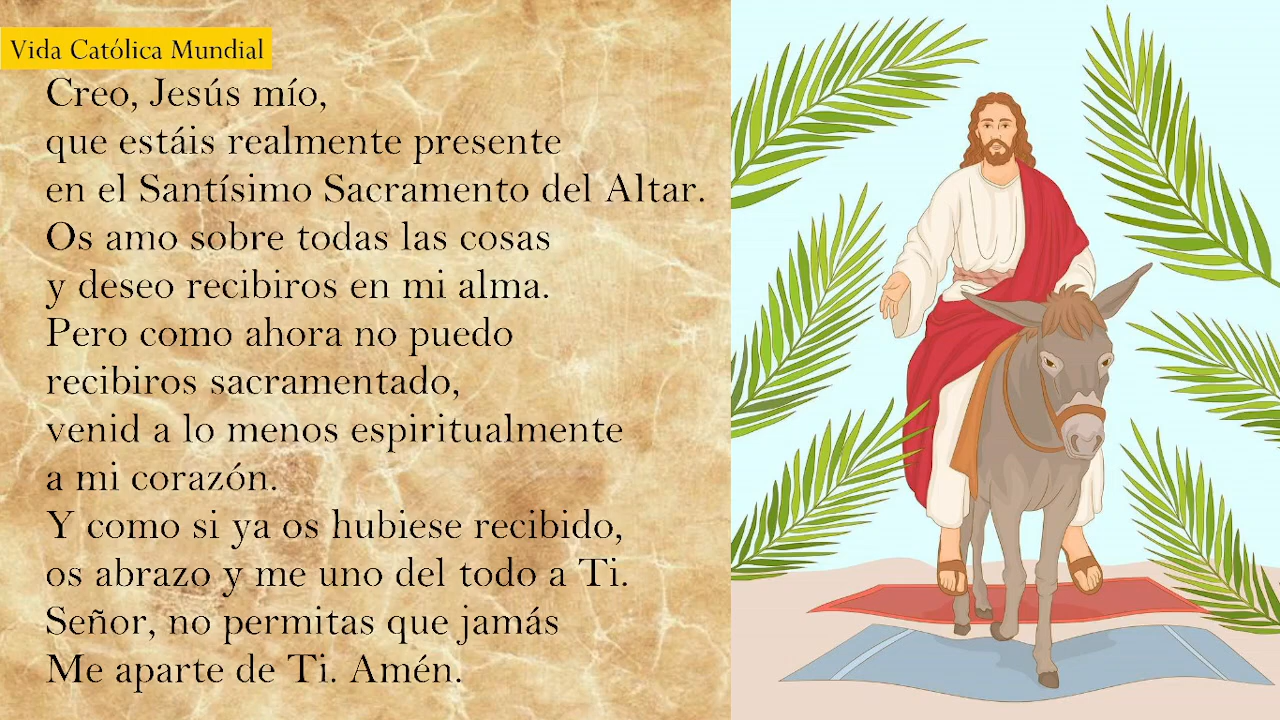 Vida Católica Mundial
Creo, Jesús mío,
que estáis realmente presente
en el Santísimo Sacramento del Altar.
Os amo sobre todas las cosas
y deseo recibiros en mi alma.
Pero como ahora no puedo
recibiros sacramentado,
venid a lo menos espiritualmente
a mi corazón.
Y como si ya os hubiese recibido,
os abrazo y me uno del todo a Ti.
Señor, no permitas que jamás
Me aparte de Ti. Amén.